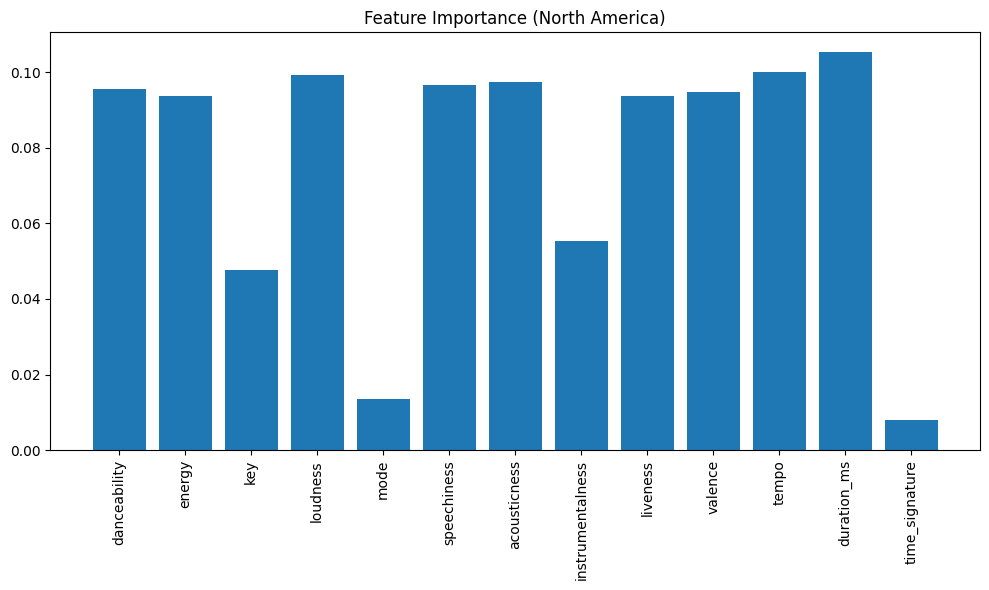 Feature Importance (North America)
0.10
0.08
0.06
0.04
0.02
0.00
danceability
energy
key
loudness
mode
speechiness
acousticness
instrumentalness
liveness
valence
tempo
duration_ms
time_signature